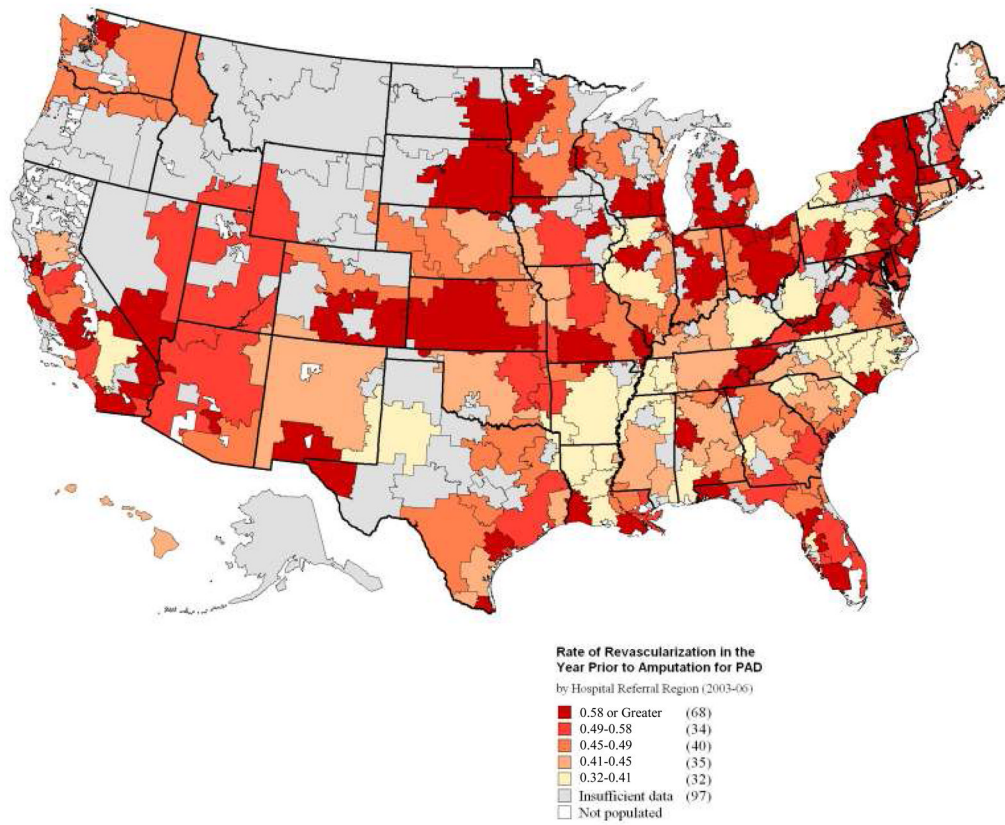 Rate of Revascularization in the
Year Prior to Amputation for PAD
by Hospital Referral Region (2003-06)
0.58 or Greater (68)
0.49-0.58 (34)
0.45-0.49 (40)
0.41-0.45 (35)
0.32-0.41 (32)
Insufficient data (97)
Not populated